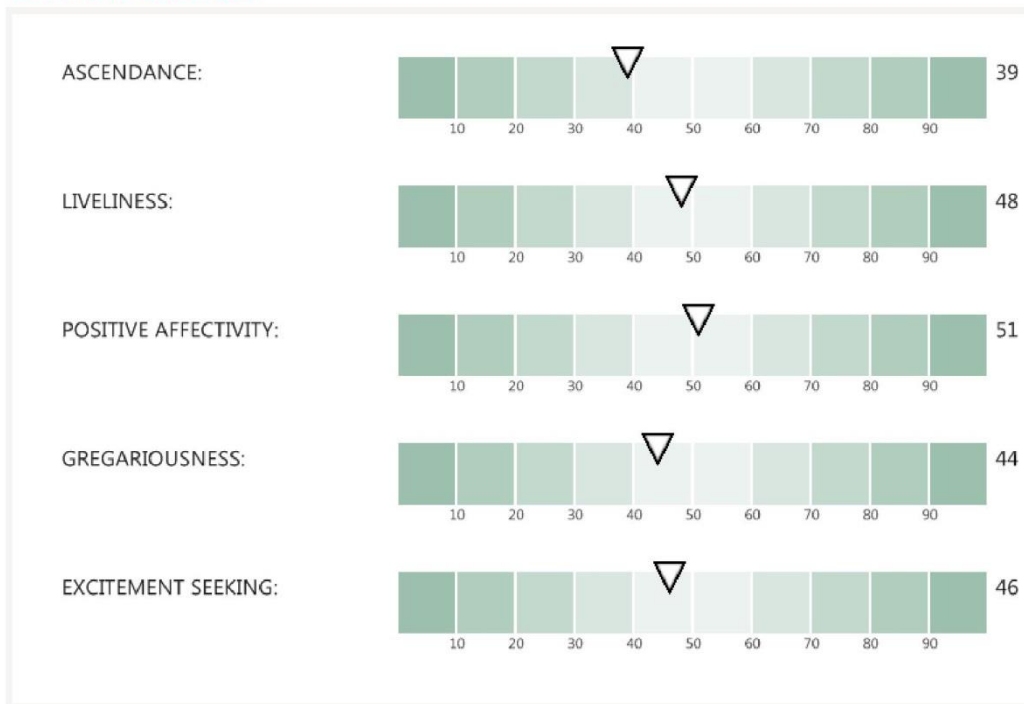 ASCENDANCE: 39
10 20 30 40 50 60 70 80 90
LIVELINESS: 48
10 20 30 40 50 60 70 80 90
POSITIVE AFFECTIVITY: 51
10 20 30 40 50 60 70 80 90
GREGARIOUSNESS: 44
10 20 30 40 50 60 70 80 90
EXCITEMENT SEEKING: 46
10 20 30 40 50 60 70 80 90